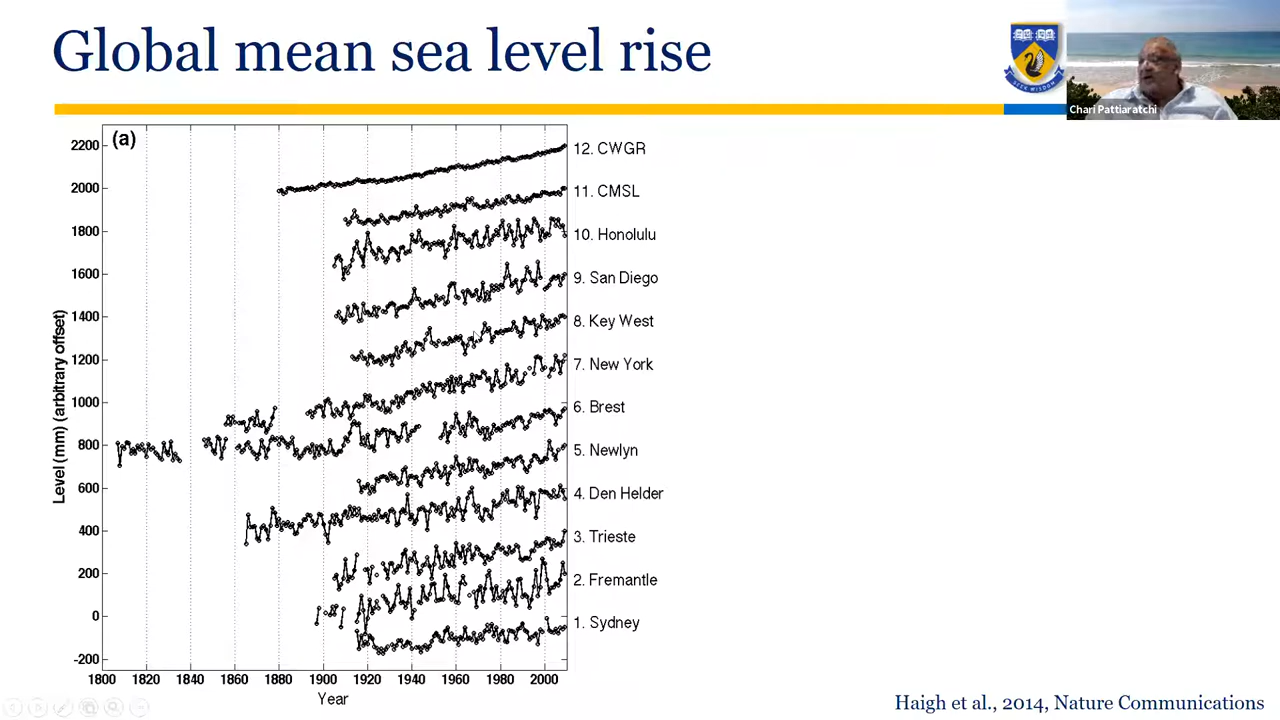 Global mean sea level rise
SEEK WISDOM
Chari Pattiaratchi
(a)
2200
2000
1800
1600
1400
1200
1000
800
600
400
200
0
-200
Level (mm) (arbitrary offset)
12. CWGR
11. CMSL
10. Honolulu
9. San Diego
8. Key West
7. New York
6. Brest
5. Newlyn
4. Den Helder
3. Trieste
2. Fremantle
1. Sydney
1800 1820 1840 1860 1880 1900 1920 1940 1960 1980 2000
Year
Haigh et al., 2014, Nature Communications